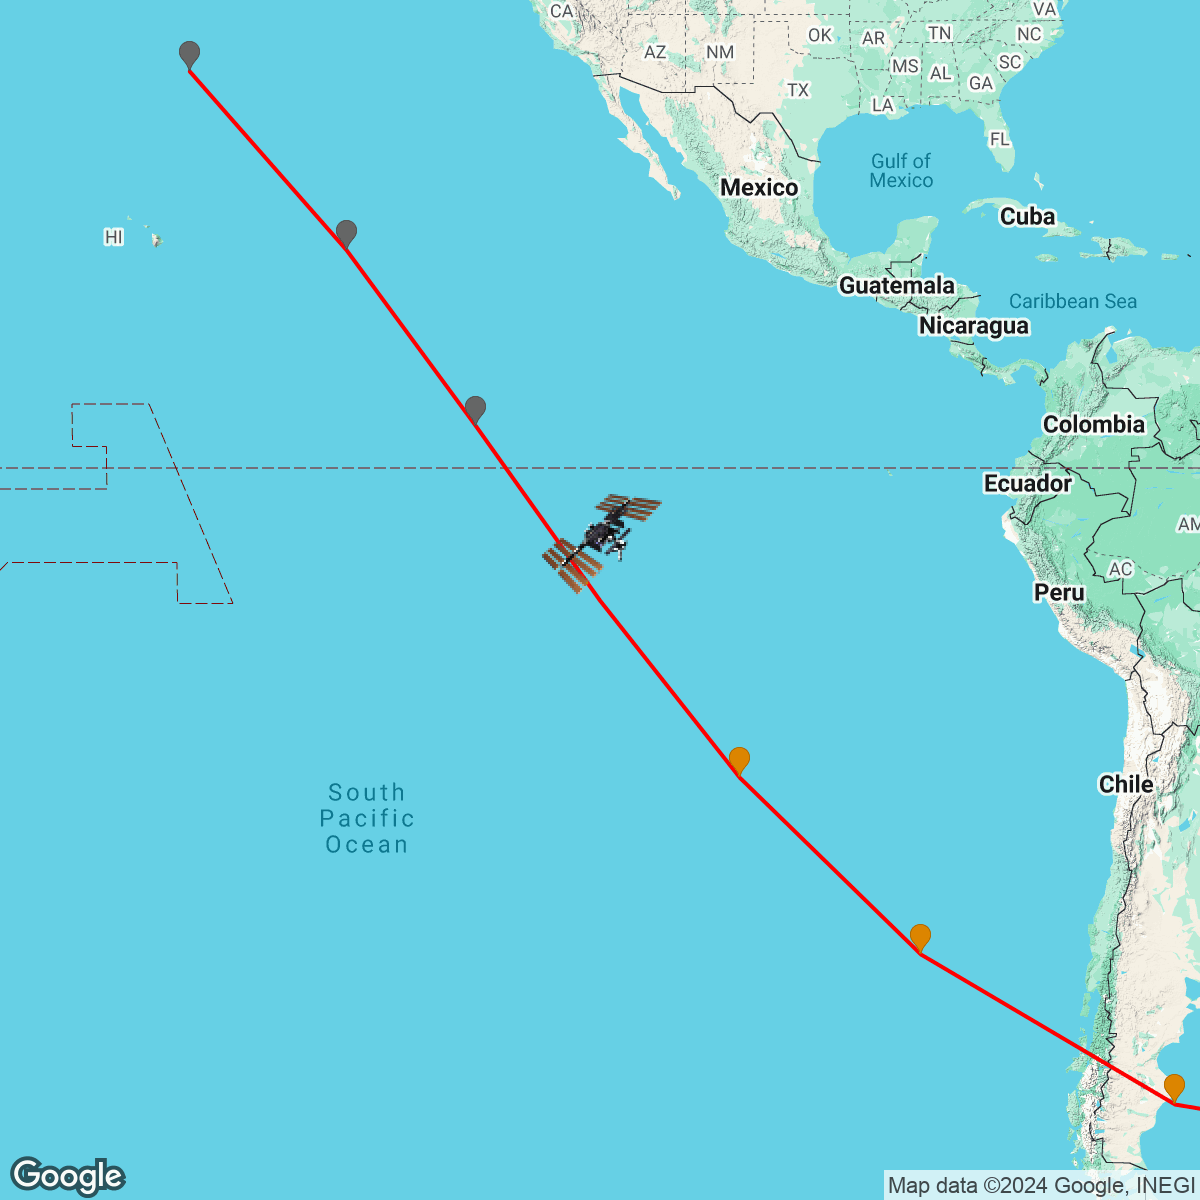 CA
VA
OK
AR
TN
NC
AZ
NM
MS
AL
SC
GA
TX
LA
FL
Gulf of
Mexico
Mexico
Cuba
HI
Guatemala
Caribbean Sea
Nicaragua
Colombia
Ecuador
AM
AC
Peru
Chile
South
Pacific
Ocean
Google
Map data ©2024 Google, INEGI